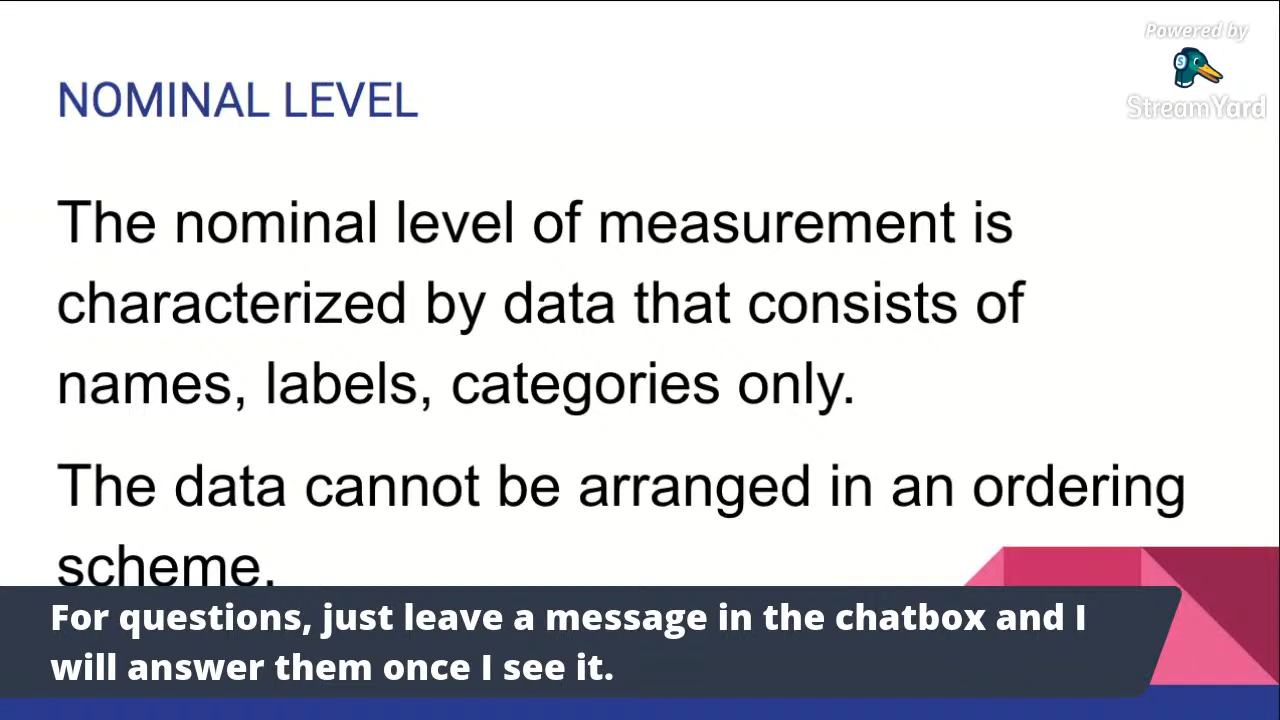 Powered by
StreamYard
NOMINAL LEVEL
The nominal level of measurement is
characterized by data that consists of
names, labels, categories only.
The data cannot be arranged in an ordering
scheme.
For questions, just leave a message in the chatbox and I
will answer them once I see it.